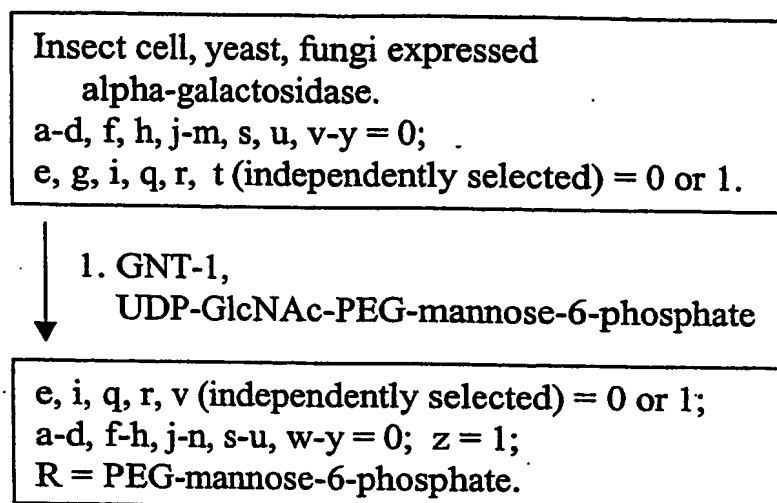 Insect cell, yeast, fungi expressed
alpha-galactosidase.
a-d, f, h, j-m, s, u, v-y = 0;
e, g, i, q, r, t (independently selected) = 0 or 1.
1. GNT-1,
UDP-GlcNAc-PEG-mannose-6-phosphate
e, i, q, r, v (independently selected) = 0 or 1;
a-d, f-h, j-n, s-u, w-y = 0; z = 1;
R = PEG-mannose-6-phosphate.